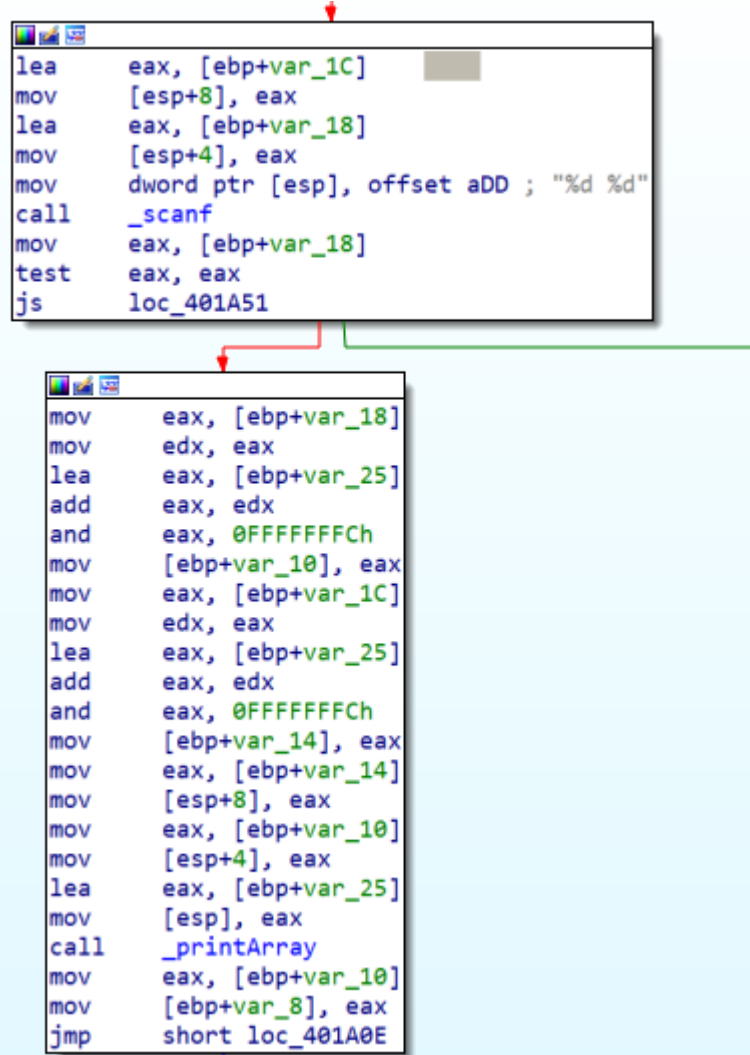 lea eax, [ebp+var_1C]
mov [esp+8], eax
lea eax, [ebp+var_18]
mov [esp+4], eax
mov dword ptr [esp], offset aDD ; "%d %d"
call _scanf
mov eax, [ebp+var_18]
test eax, eax
js loc_401A51
mov eax, [ebp+var_18]
mov edx, eax
lea eax, [ebp+var_25]
add eax, edx
and eax, 0FFFFFFFCh
mov [ebp+var_10], eax
mov eax, [ebp+var_1C]
mov edx, eax
lea eax, [ebp+var_25]
add eax, edx
and eax, 0FFFFFFFCh
mov [ebp+var_14], eax
mov eax, [ebp+var_14]
mov [esp+8], eax
mov eax, [ebp+var_10]
mov [esp+4], eax
lea eax, [ebp+var_25]
mov [esp], eax
call _printArray
mov eax, [ebp+var_10]
mov [ebp+var_8], eax
jmp short loc_401A0E